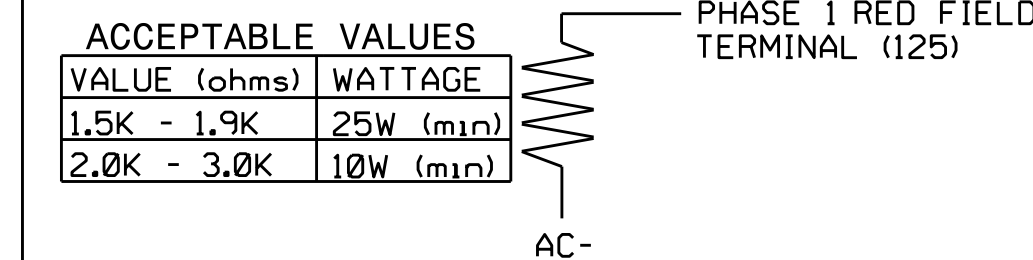 ACCEPTABLE VALUES
VALUE (ohms) WATTAGE
1.5K - 1.9K 25W (min)
2.0K - 3.0K 10W (min)
PHASE 1 RED FIELD
TERMINAL (125)
AC-